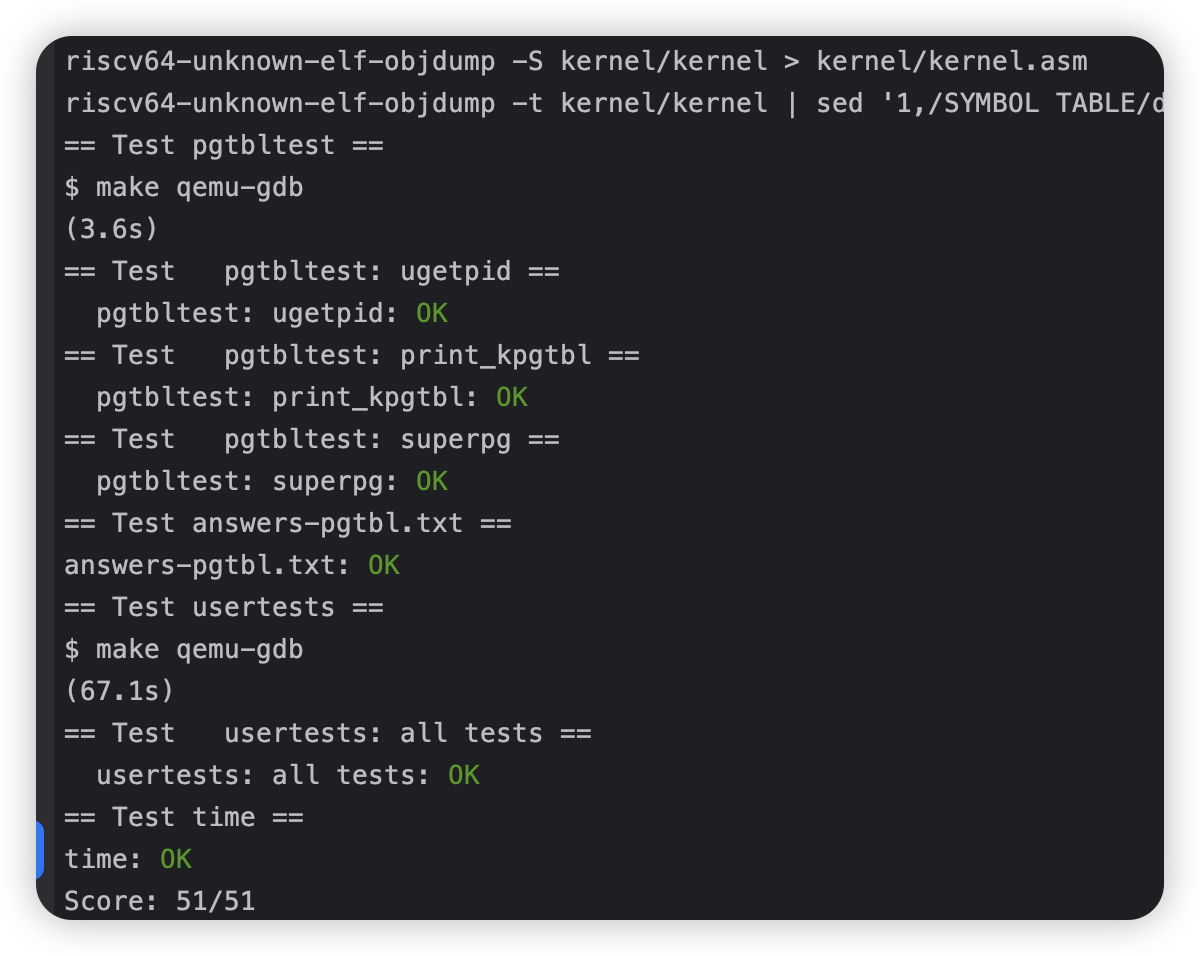 riscv64-unknown-elf-objdump -S kernel/kernel > kernel/kernel.asm
riscv64-unknown-elf-objdump -t kernel/kernel | sed '1,/SYMBOL TABLE/d
== Test pgtbltest ==
$ make qemu-gdb
(3.6s)
== Test   pgtbltest: ugetpid ==
  pgtbltest: ugetpid: OK
== Test   pgtbltest: print_kpgtbl ==
  pgtbltest: print_kpgtbl: OK
== Test   pgtbltest: superpg ==
  pgtbltest: superpg: OK
== Test answers-pgtbl.txt ==
answers-pgtbl.txt: OK
== Test usertests ==
$ make qemu-gdb
(67.1s)
== Test   usertests: all tests ==
  usertests: all tests: OK
== Test time ==
time: OK
Score: 51/51